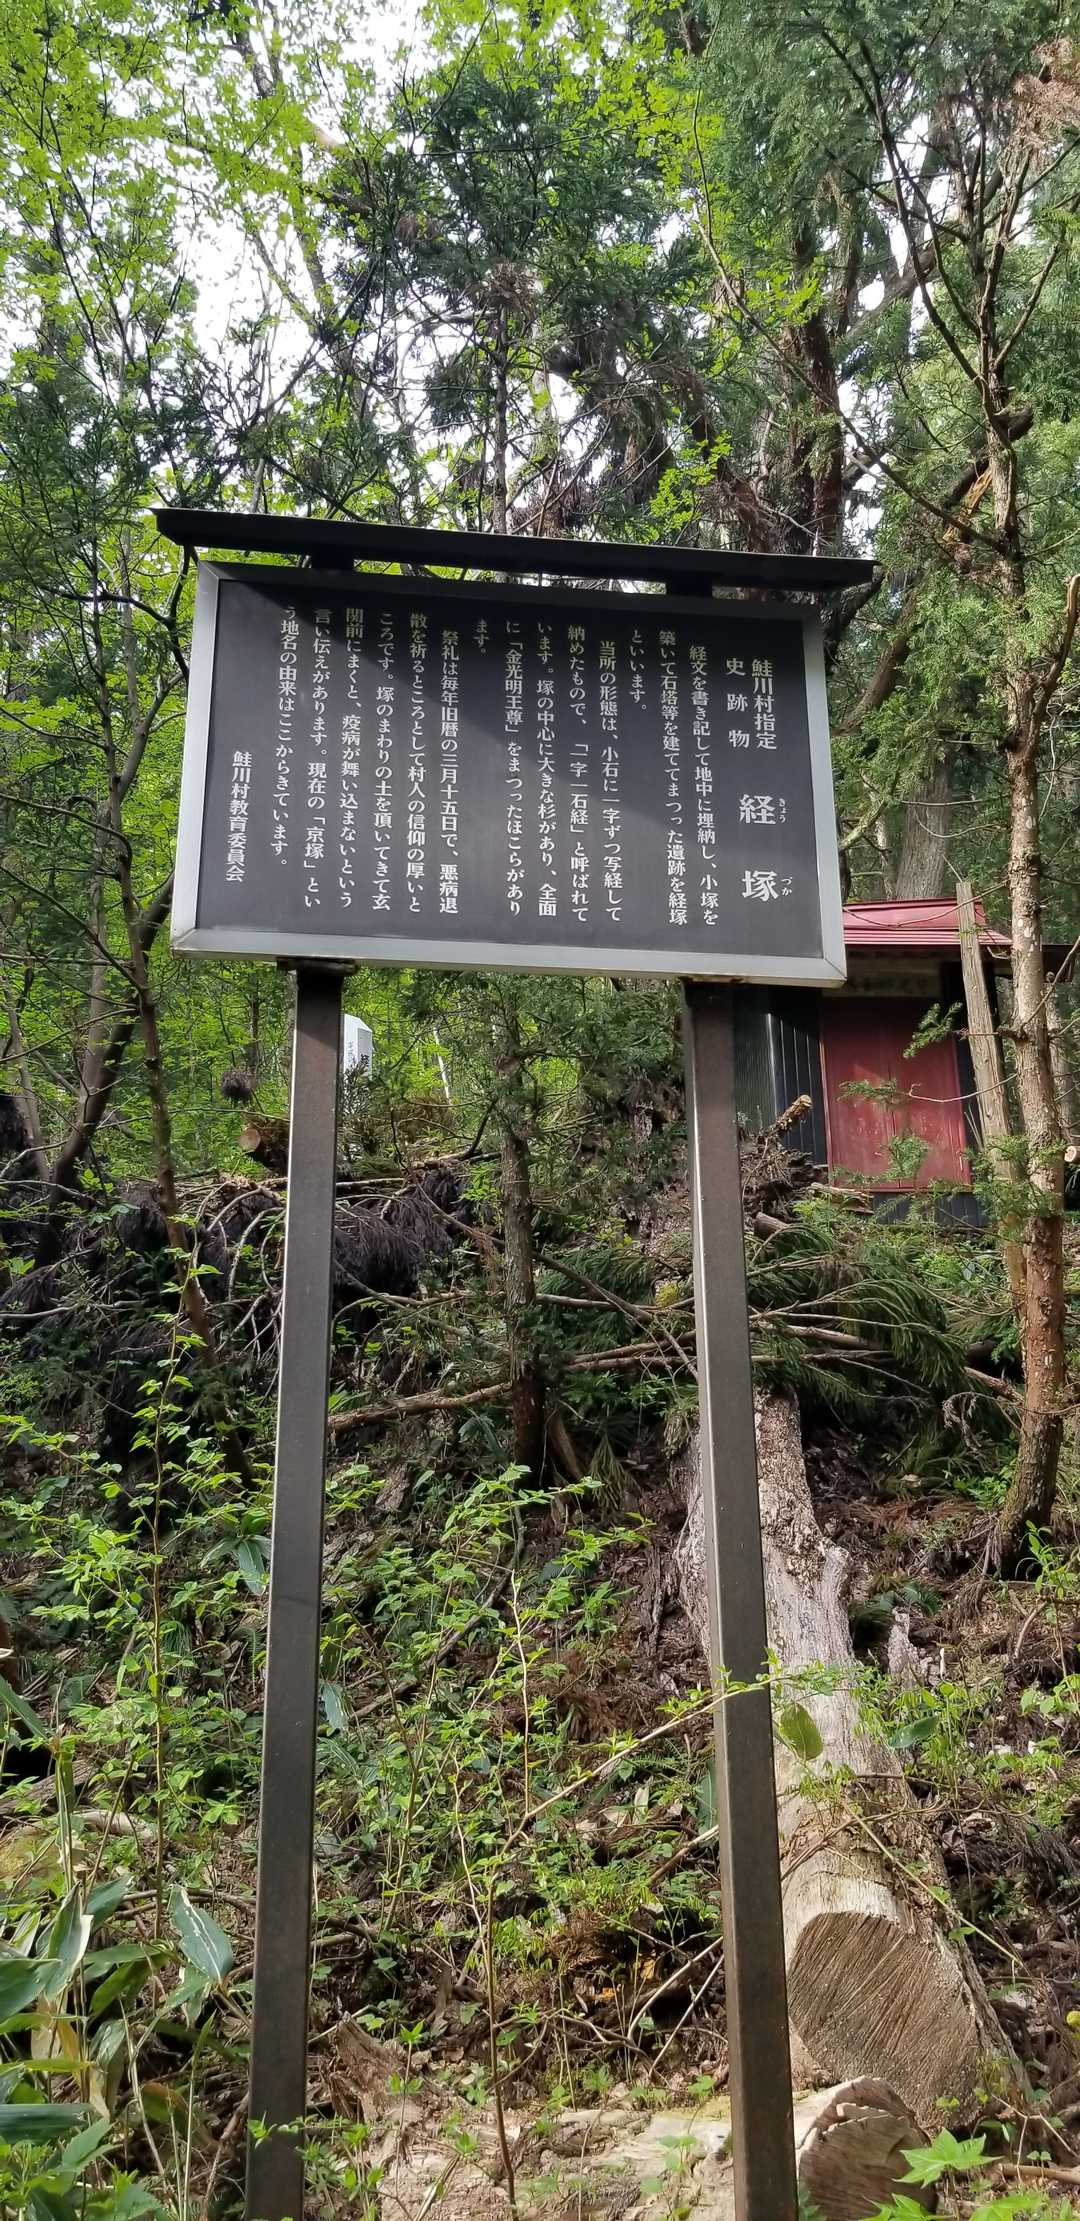 鮭川村指定
史跡物 経塚
きょうづか
経文を書き記して地中に埋納し、小塚を
築いて石塔等を建ててまつった遺跡を経塚
といいます。
当所の形態は、小石に一字ずつ写経して
納めたもので、「一字一石経」と呼ばれて
います。塚の中心に大きな杉があり、全面
に「金光明王尊」をまつったほこらがあり
ます。
祭礼は毎年旧暦の三月十五日で、悪病退
散を祈るところとして村人の信仰の厚いと
ころです。塚のまわりの土を頂いてきて玄
関前にまくと、疫病が舞い込まないという
言い伝えがあります。現在の「京塚」とい
う地名の由来はここからきています。
鮭川村教育委員会
経